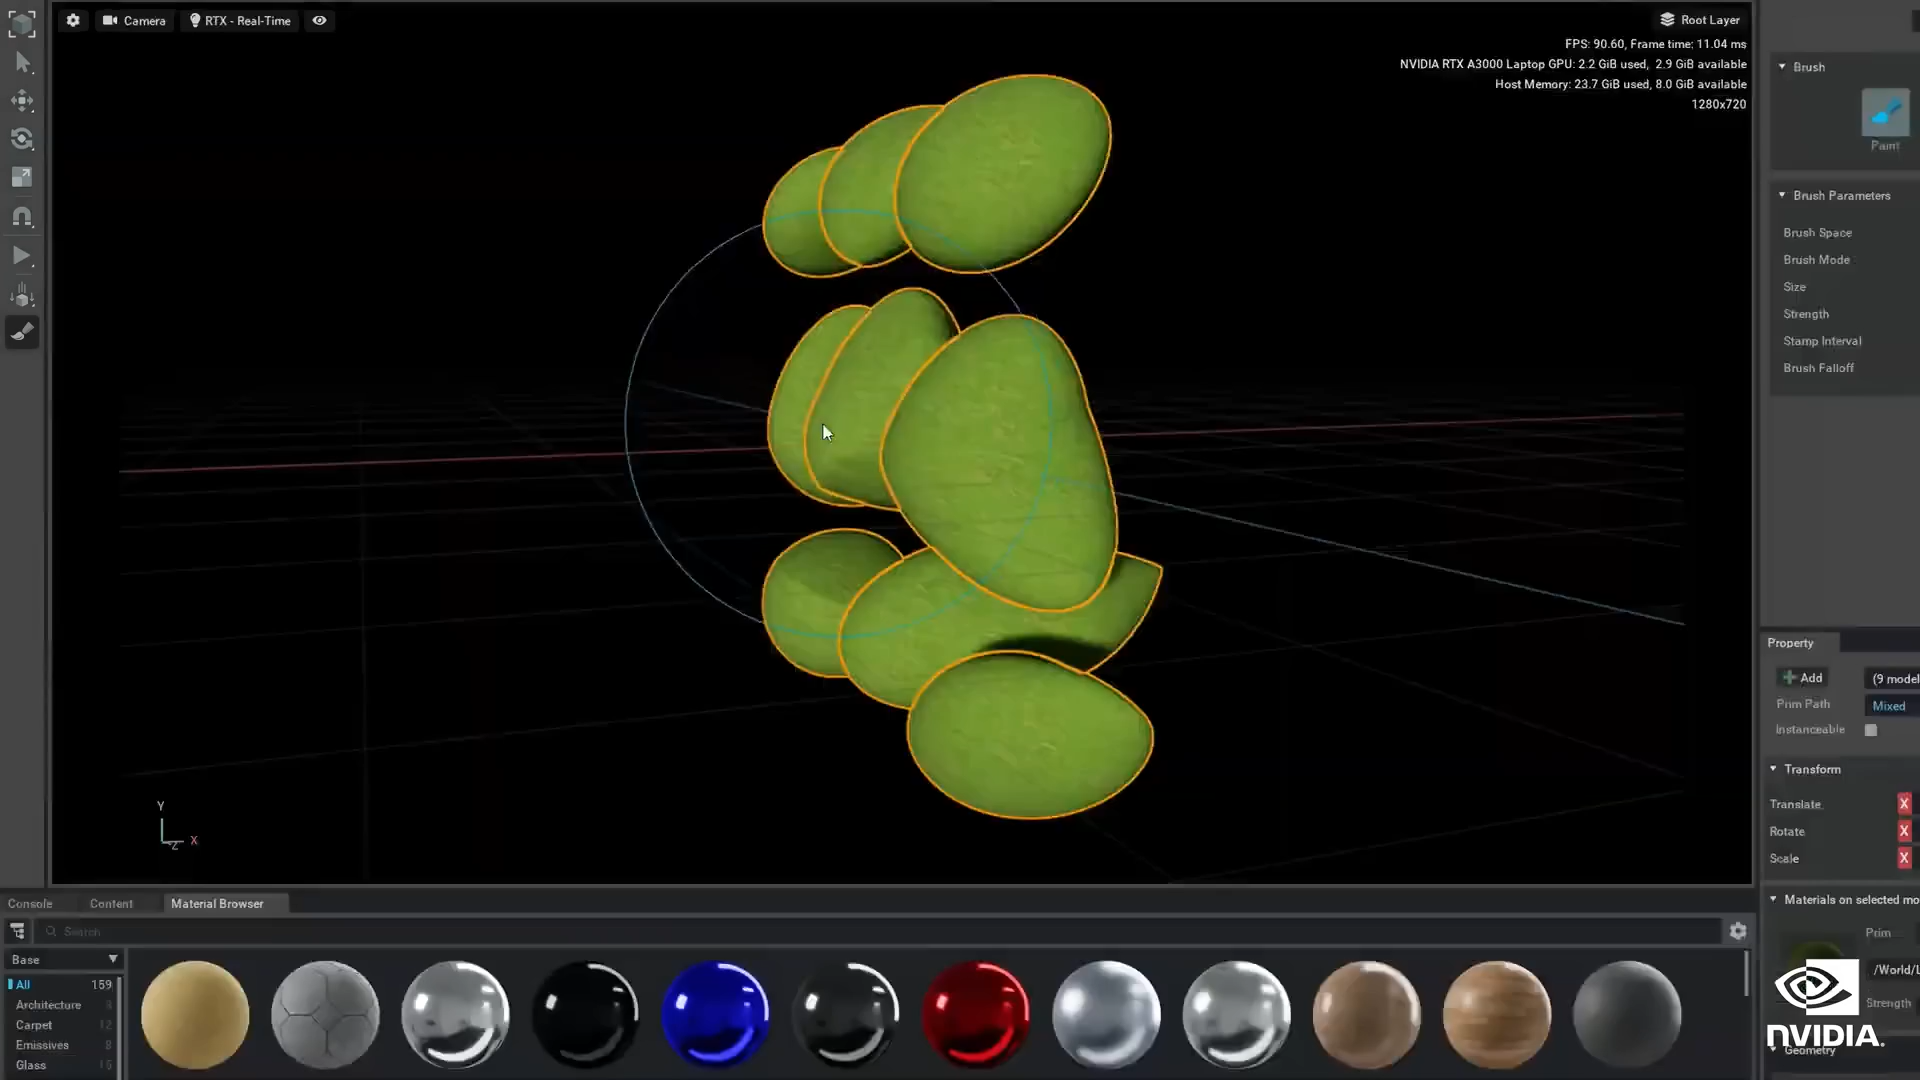 Camera
RTX - Real-Time
Root Layer
FPS: 90.60, Frame time: 11.04 ms
NVIDIA RTX A3000 Laptop GPU: 2.2 GiB used, 2.9 GiB available
Host Memory: 23.7 GiB used, 8.0 GiB available
1280x720
Brush
Paint
Brush Parameters
Brush Space
Brush Mode
Size
Strength
Stamp Interval
Brush Falloff
Y
X
Z
Property
Add
(9 model
Prim Path
Mixed
Instanceable
Transform
Translate
X
Rotate
X
Scale
X
Materials on selected mo
Prim
/World/L
Strength
Geometry
NVIDIA.
Console
Content
Material Browser
Search
Base
All 159
Architecture
Carpet 12
Emissives 8
Glass 15